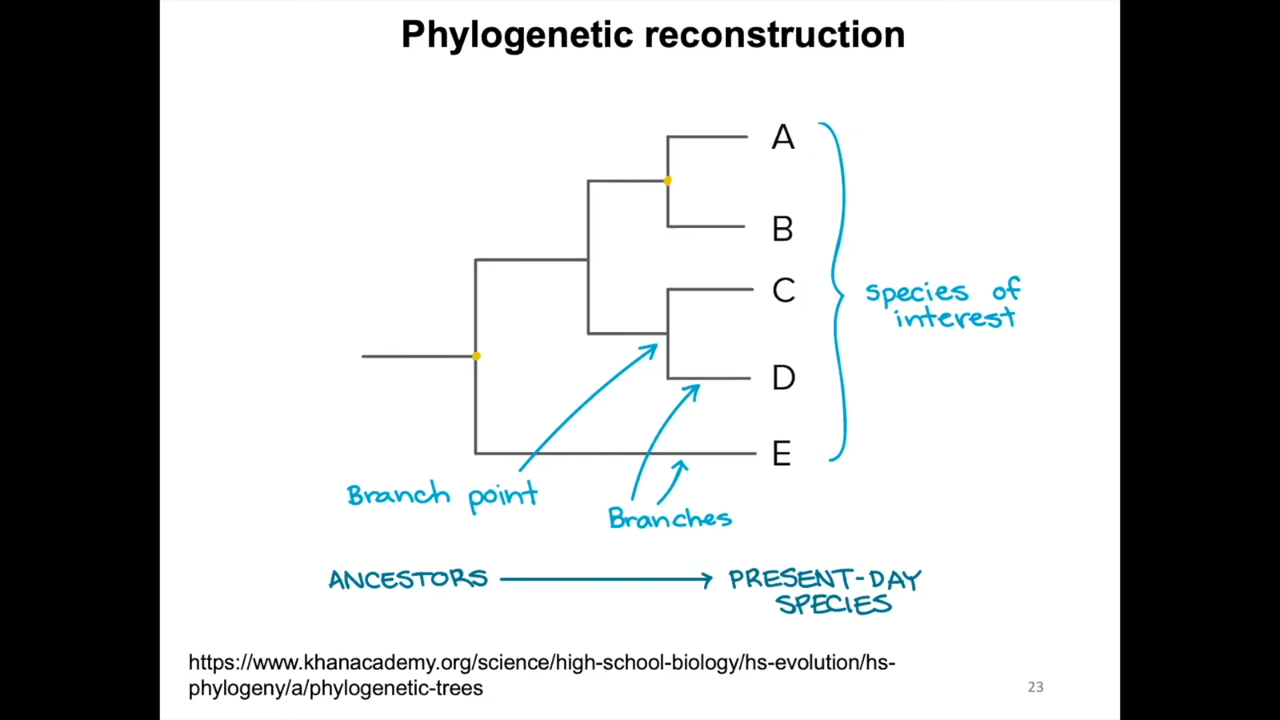 Phylogenetic reconstruction
A
B
C
D
E
species of
interest
Branch point
Branches
ANCESTORS
PRESENT-DAY
SPECIES
https://www.khanacademy.org/science/high-school-biology/hs-evolution/hs-
phylogeny/a/phylogenetic-trees
23